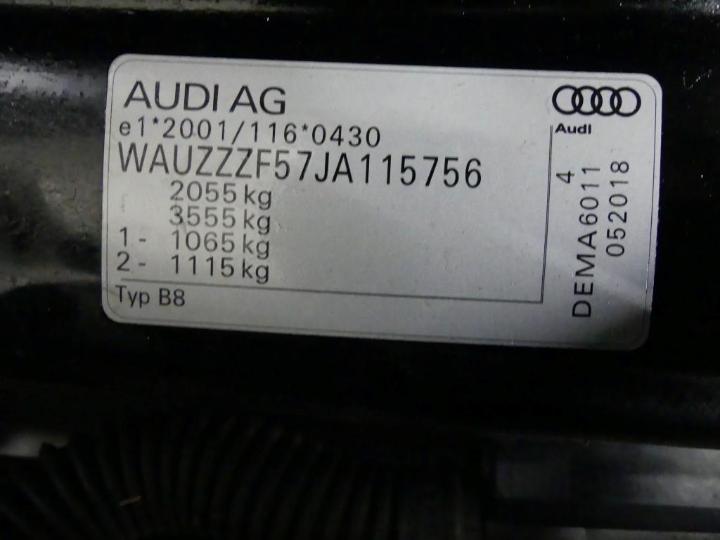 AUDI AG
e1*2001/116*0430
WAUZZZF57JA115756
2055 kg
3555 kg
1 - 1065 kg
2 - 1115 kg
Typ B8
Audi
4
DEMA6011
052018